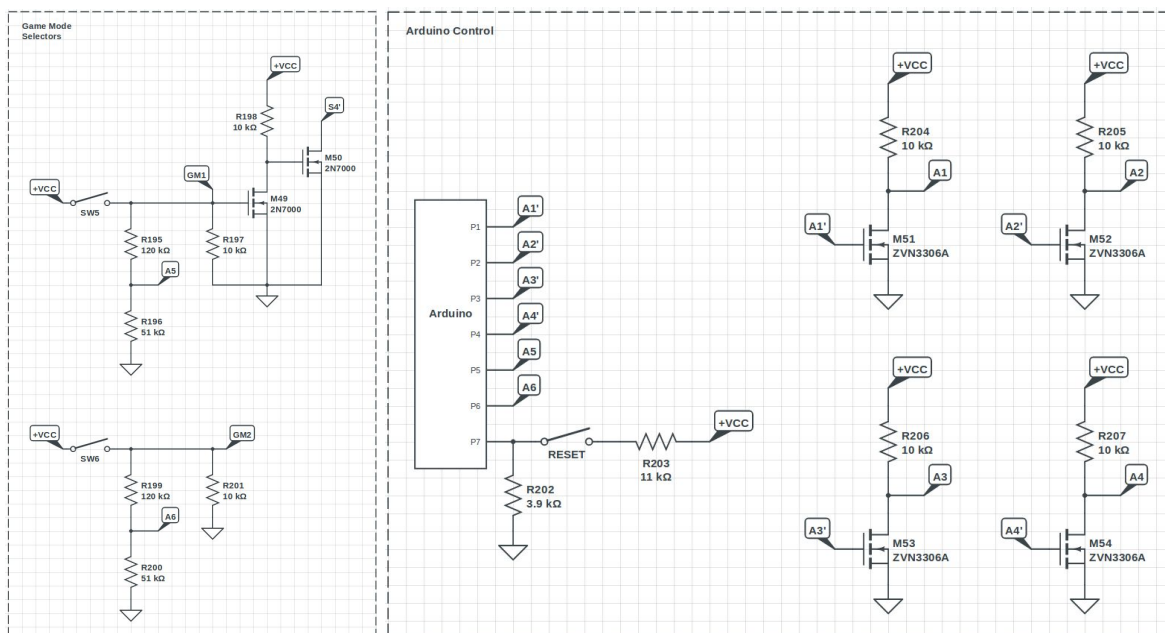 Game Mode
Selectors
+VCC
S4'
R198
10 kΩ
M50
2N7000
GM1
+VCC
SW5
M49
2N7000
R195
120 kΩ
R197
10 kΩ
A5
R196
51 kΩ
+VCC
SW6
GM2
R199
120 kΩ
R201
10 kΩ
A6
R200
51 kΩ
Arduino Control
Arduino
P1
A1'
P2
A2'
P3
A3'
P4
A4'
P5
A5
P6
A6
P7
RESET
R203
11 kΩ
+VCC
R202
3.9 kΩ
+VCC
R204
10 kΩ
A1
A1'
M51
ZVN3306A
+VCC
R205
10 kΩ
A2
A2'
M52
ZVN3306A
+VCC
R206
10 kΩ
A3
A3'
M53
ZVN3306A
+VCC
R207
10 kΩ
A4
A4'
M54
ZVN3306A